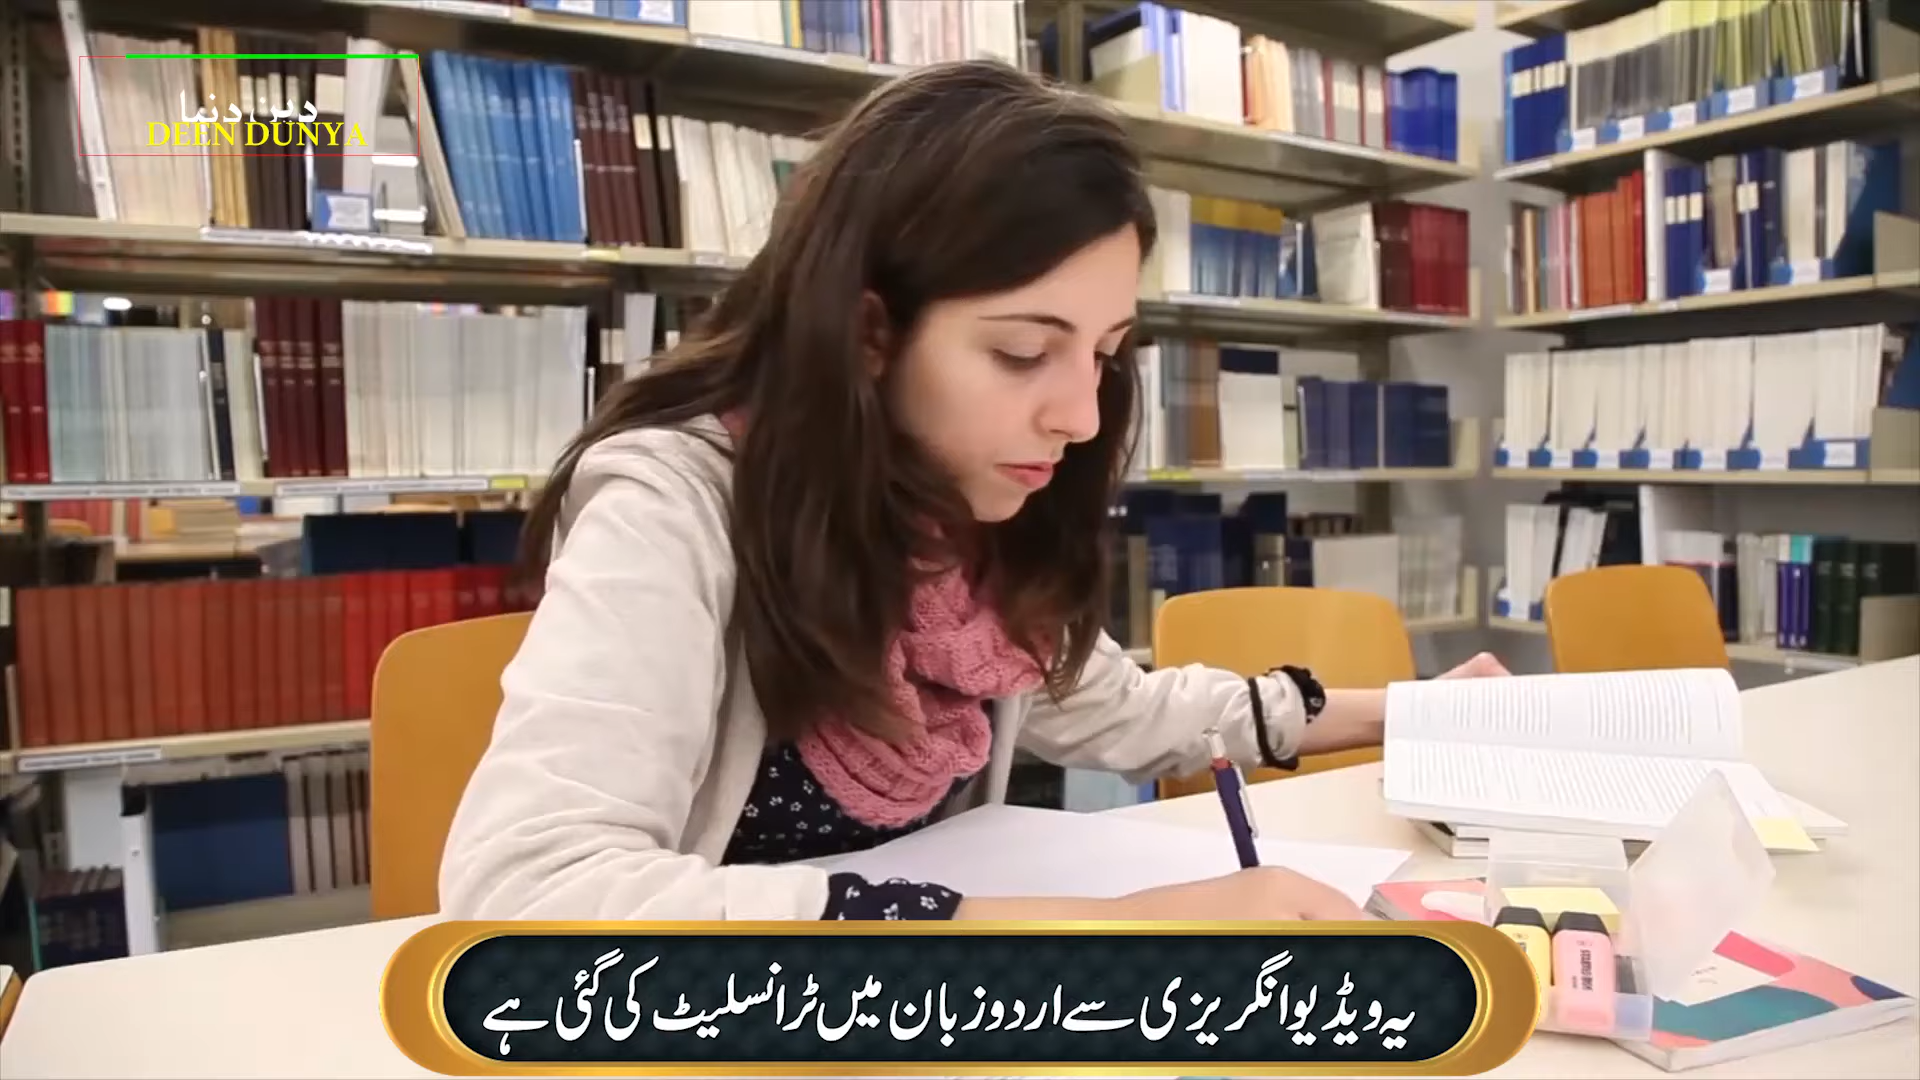 دین دنیا
DEEN DUNYA
یہ ویڈیو انگریزی سے اردو زبان میں ٹرانسلیٹ کی گئی ہے